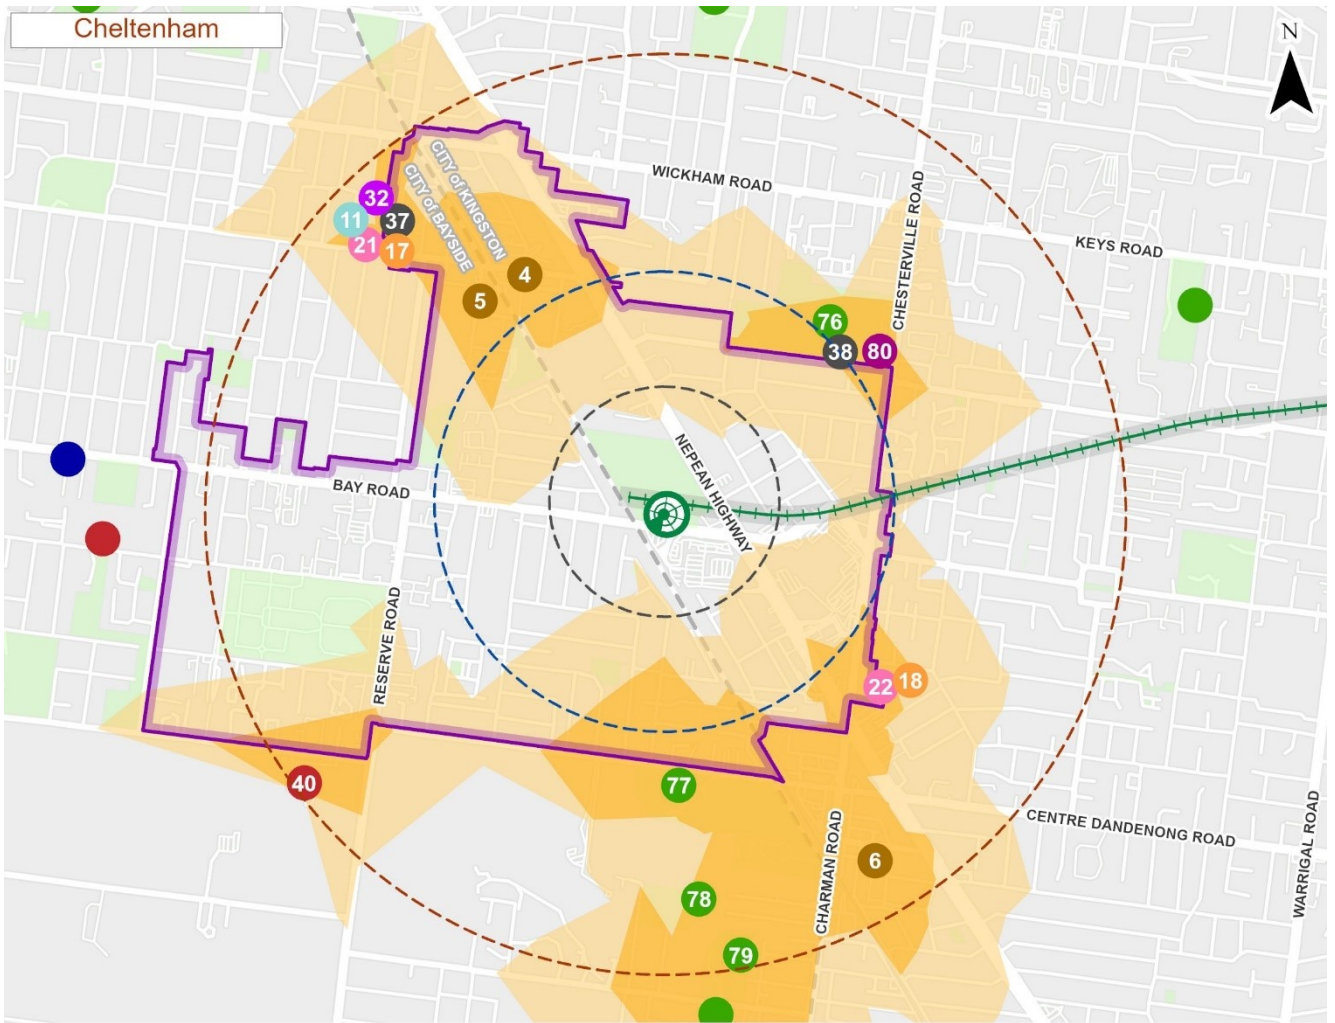 Cheltenham
N
WICKHAM ROAD
CHESTERVILLE ROAD
KEYS ROAD
CITY of KINGSTON
CITY of BAYSIDE
32
11
37
21
17
4
5
76
38
80
NEPEAN HIGHWAY
BAY ROAD
RESERVE ROAD
22
18
40
77
CENTRE DANDENONG ROAD
WARRIGAL ROAD
CHARMAN ROAD
6
78
79